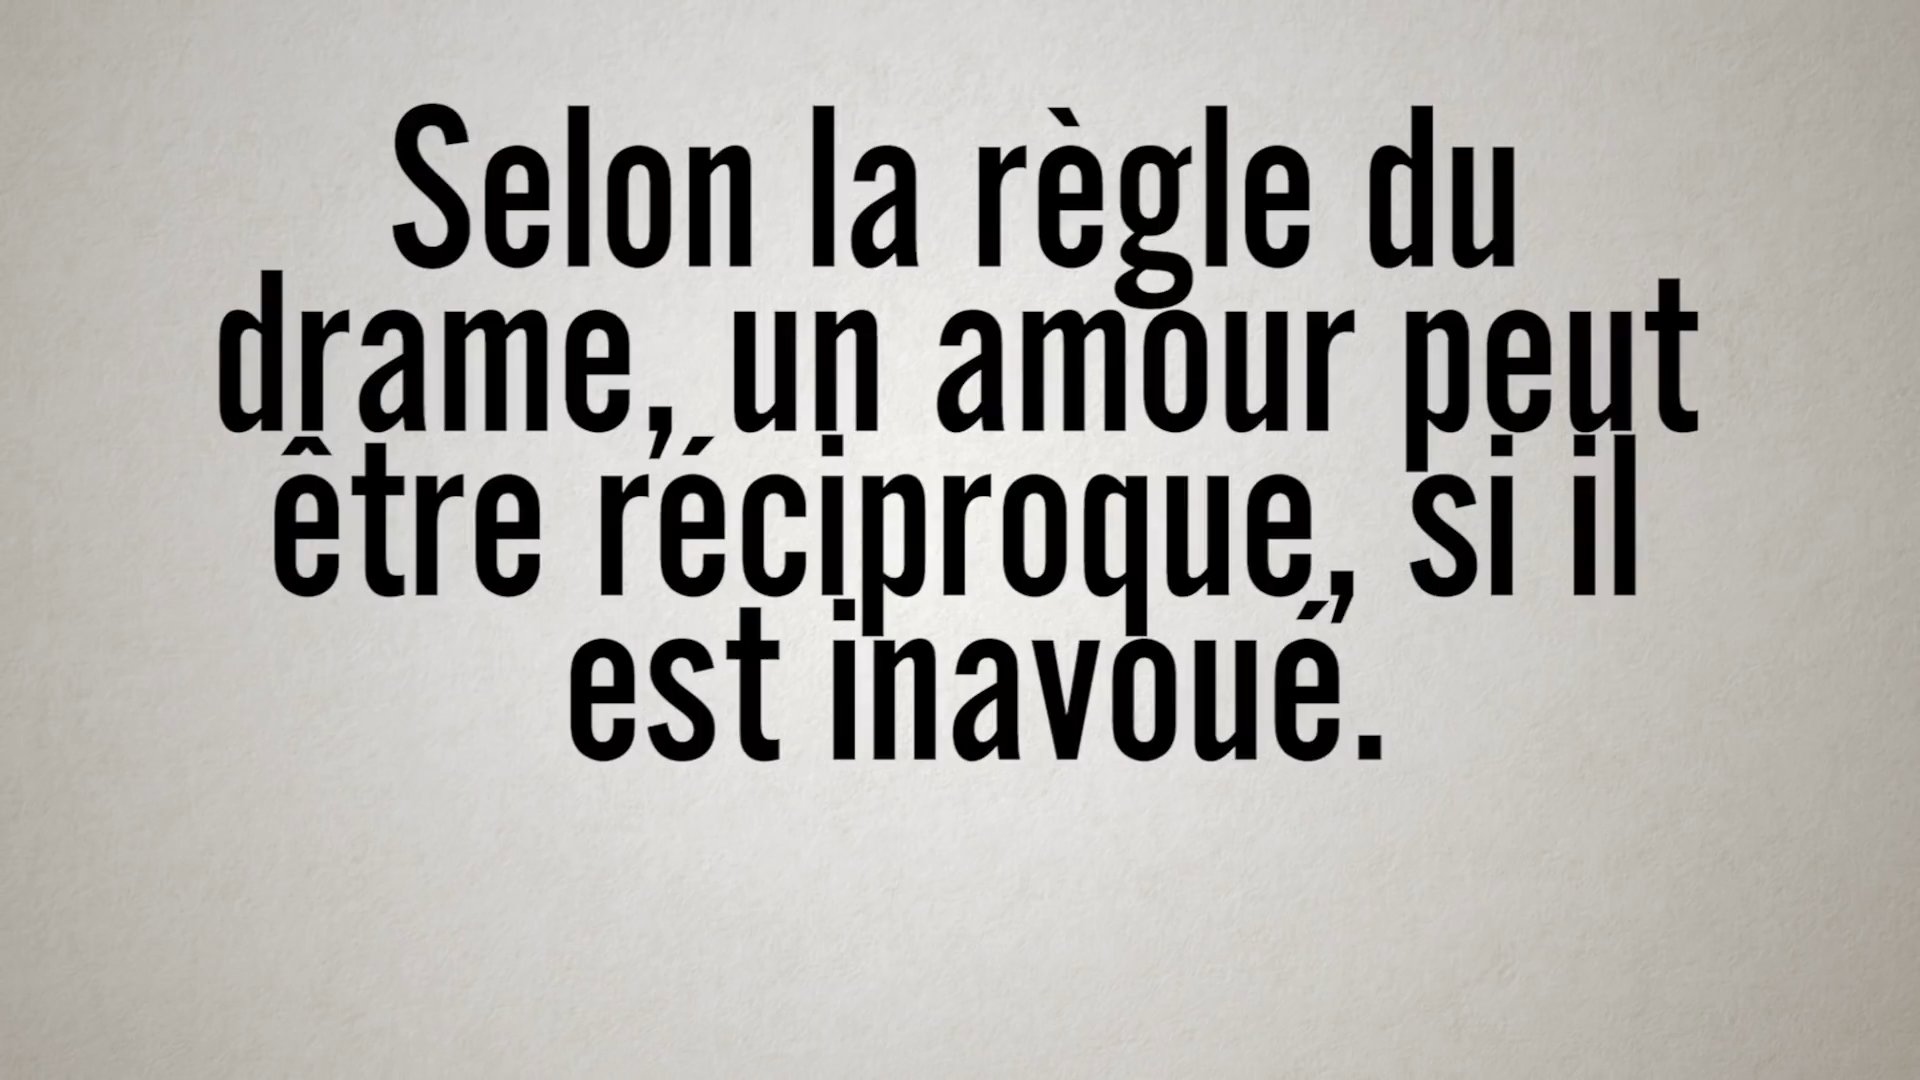 Selon la règle du
drame, un amour peut
être réciproque, si il
est inavoué.